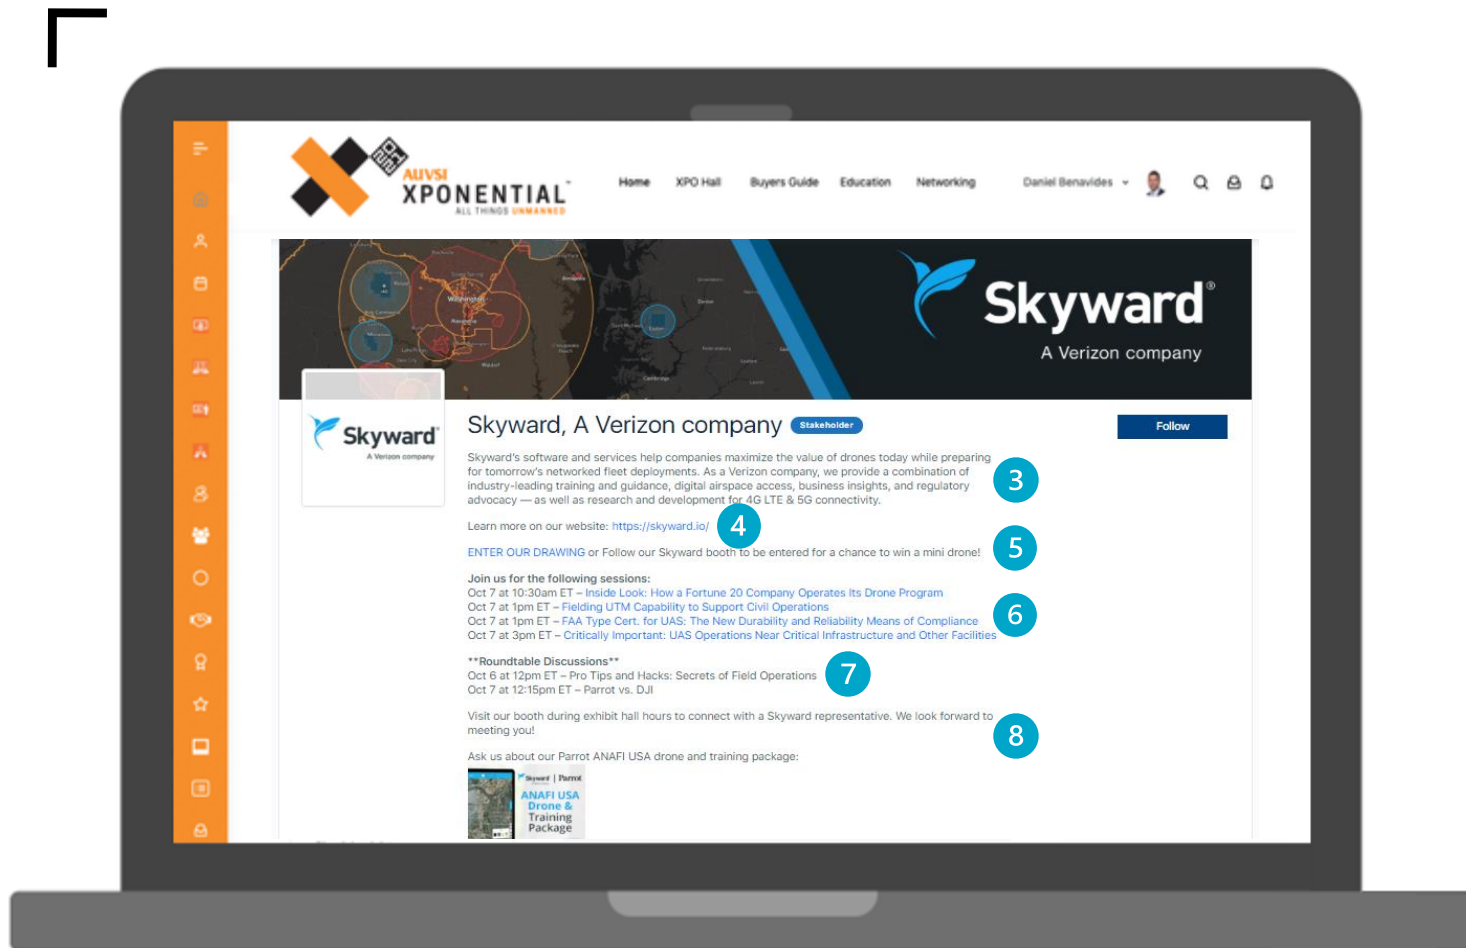 AUVSI
XPONENTIAL
ALL THINGS UNMANNED
Home XPO Hall Buyers Guide Education Networking Daniel Benavides
Washington
Alexandria
Skyward®
A Verizon company
Skyward
A Verizon company
Skyward, A Verizon company Stakeholder
Follow
Skyward's software and services help companies maximize the value of drones today while preparing
for tomorrow's networked fleet deployments. As a Verizon company, we provide a combination of
industry-leading training and guidance, digital airspace access, business insights, and regulatory
advocacy — as well as research and development for 4G LTE & 5G connectivity.
3
Learn more on our website: https://skyward.io/
4
ENTER OUR DRAWING or Follow our Skyward booth to be entered for a chance to win a mini drone!
5
Join us for the following sessions:
Oct 7 at 10:30am ET – Inside Look: How a Fortune 20 Company Operates Its Drone Program
Oct 7 at 1pm ET – Fielding UTM Capability to Support Civil Operations
Oct 7 at 1pm ET – FAA Type Cert. for UAS: The New Durability and Reliability Means of Compliance
Oct 7 at 3pm ET – Critically Important: UAS Operations Near Critical Infrastructure and Other Facilities
6
**Roundtable Discussions**
Oct 6 at 12pm ET – Pro Tips and Hacks: Secrets of Field Operations
Oct 7 at 12:15pm ET – Parrot vs. DJI
7
Visit our booth during exhibit hall hours to connect with a Skyward representative. We look forward to
meeting you!
8
Ask us about our Parrot ANAFI USA drone and training package:
Skyward | Parrot
ANAFI USA
Drone &
Training
Package